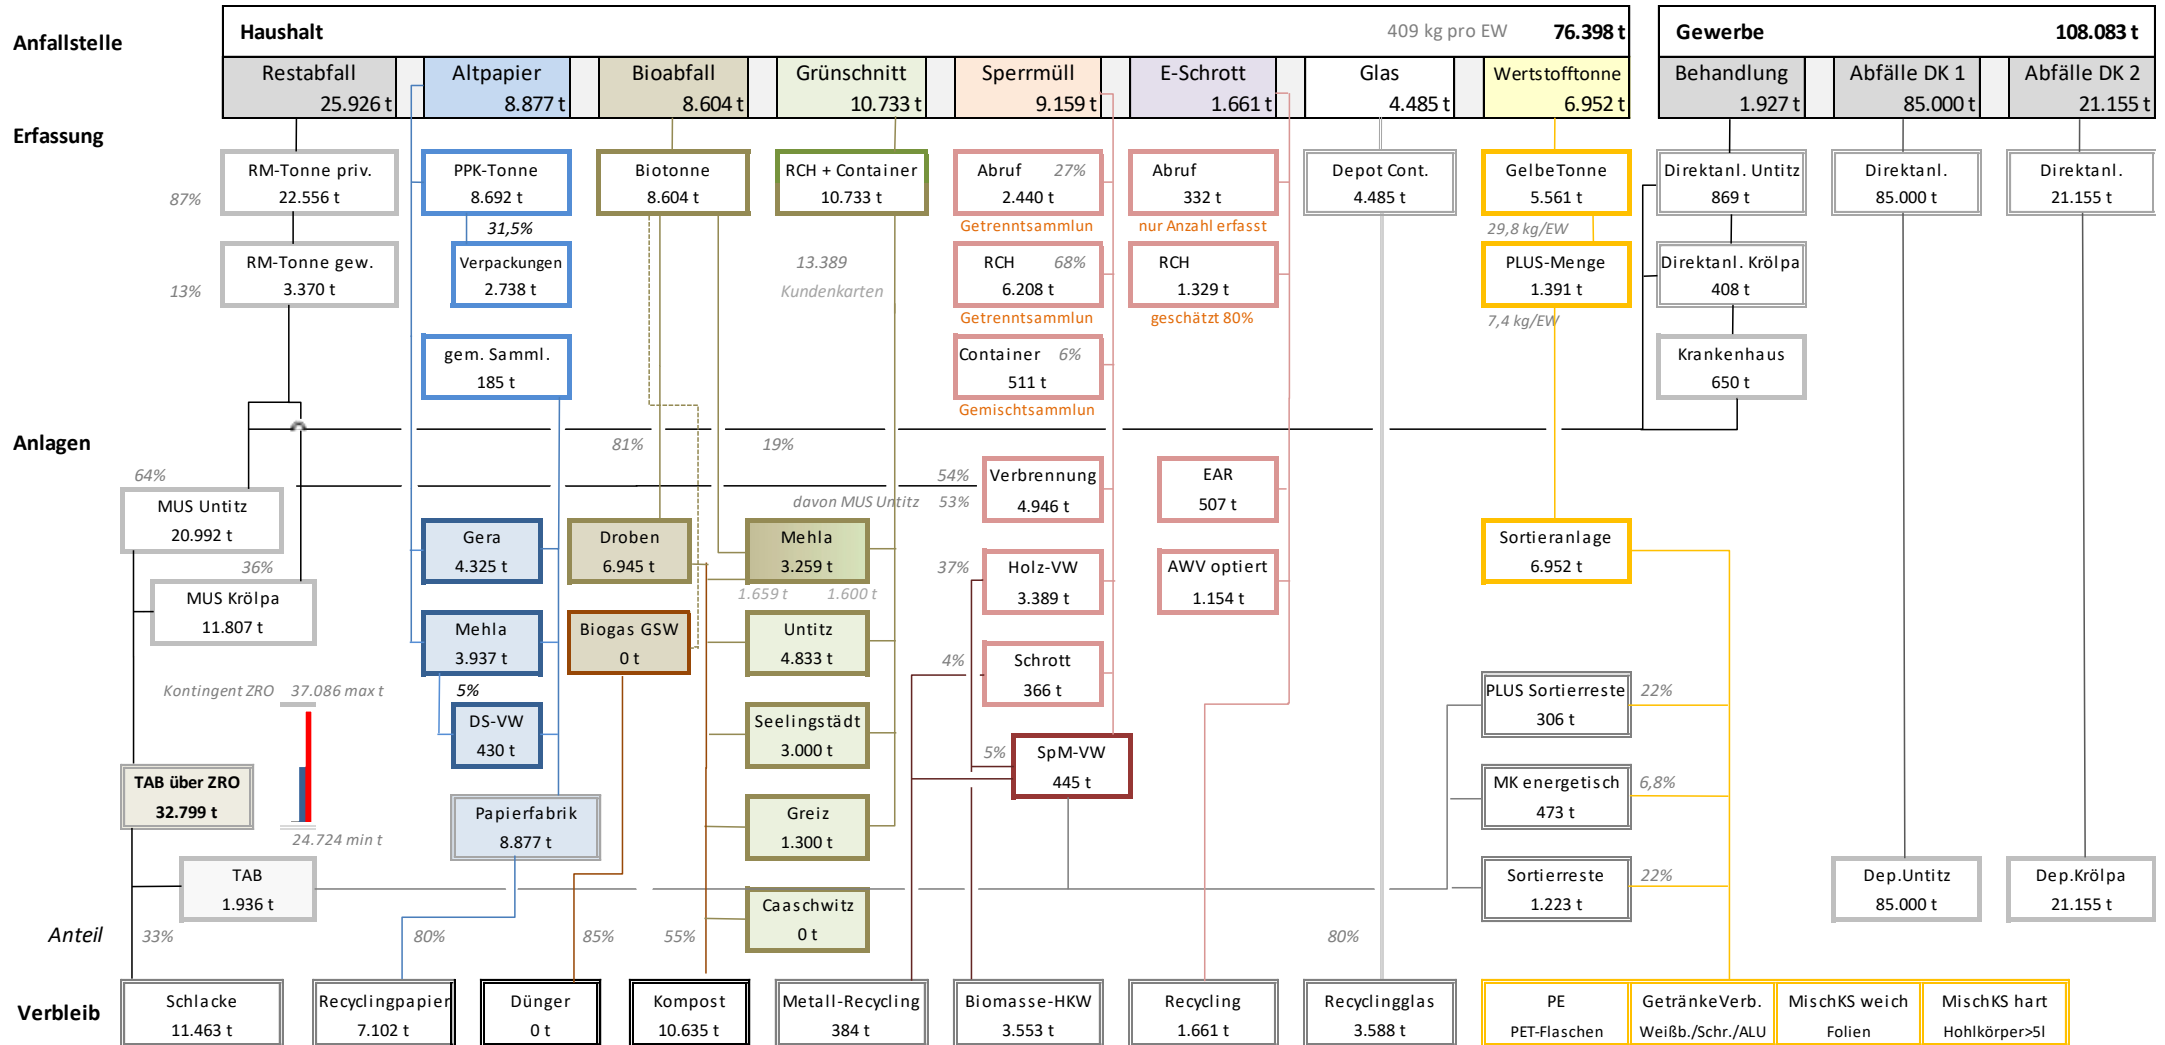 Anfallstelle
Haushalt 409 kg pro EW 76.398 t
Gewerbe 108.083 t
Restabfall
25.926 t
Altpapier
8.877 t
Bioabfall
8.604 t
Grünschnitt
10.733 t
Sperrmüll
9.159 t
E-Schrott
1.661 t
Glas
4.485 t
Wertstofftonne
6.952 t
Behandlung
1.927 t
Abfälle DK 1
85.000 t
Abfälle DK 2
21.155 t
Erfassung
87%
RM-Tonne priv.
22.556 t
PPK-Tonne
8.692 t
31,5%
Biotonne
8.604 t
RCH + Container
10.733 t
Abruf 27%
2.440 t
Getrenntsammlun
Abruf
332 t
nur Anzahl erfasst
Depot Cont.
4.485 t
GelbeTonne
5.561 t
29,8 kg/EW
Direktanl. Untitz
869 t
Direktanl.
85.000 t
Direktanl.
21.155 t
13%
RM-Tonne gew.
3.370 t
Verpackungen
2.738 t
13.389
Kundenkarten
RCH 68%
6.208 t
Getrenntsammlun
RCH
1.329 t
geschätzt 80%
PLUS-Menge
1.391 t
7,4 kg/EW
Direktanl. Krölpa
408 t
gem. Samml.
185 t
Container 6%
511 t
Gemischtsammlun
Krankenhaus
650 t
Anlagen
81%
19%
64%
MUS Untitz
20.992 t
54%
davon MUS Untitz 53%
Verbrennung
4.946 t
EAR
507 t
Gera
4.325 t
Droben
6.945 t
Mehla
3.259 t
1.659 t 1.600 t
Sortieranlage
6.952 t
36%
MUS Krölpa
11.807 t
37%
Holz-VW
3.389 t
AWV optiert
1.154 t
Mehla
3.937 t
5%
Biogas GSW
0 t
Untitz
4.833 t
4%
Schrott
366 t
Kontingent ZRO 37.086 max t
24.724 min t
PLUS Sortierreste
306 t
22%
DS-VW
430 t
Seelingstädt
3.000 t
5%
SpM-VW
445 t
TAB über ZRO
32.799 t
MK energetisch
473 t
6,8%
Papierfabrik
8.877 t
Greiz
1.300 t
TAB
1.936 t
Sortierreste
1.223 t
22%
Dep.Untitz
85.000 t
Dep.Krölpa
21.155 t
Caaschwitz
0 t
Anteil 33% 80% 85% 55% 80%
Verbleib
Schlacke
11.463 t
Recyclingpapier
7.102 t
Dünger
0 t
Kompost
10.635 t
Metall-Recycling
384 t
Biomasse-HKW
3.553 t
Recycling
1.661 t
Recyclingglas
3.588 t
PE
PET-Flaschen
GetränkeVerb.
Weißb./Schr./ALU
MischKS weich
Folien
MischKS hart
Hohlkörper>5l